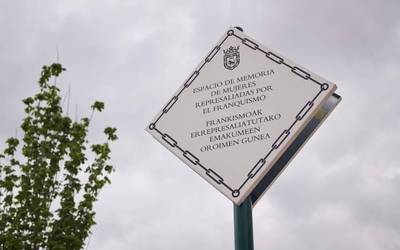 ESPACIO DE MEMORIA
DE MUJERES
REPRESALIADAS POR
EL FRANQUISMO
FRANKISMOAK
ERREPRESALIATUTAKO
EMAKUMEEN
OROIMEN GUNEA